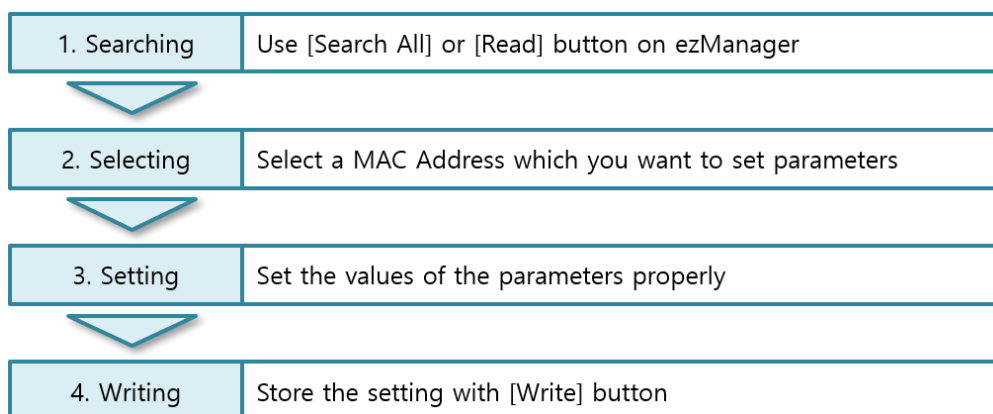 1. Searching Use [Search All] or [Read] button on ezManager
2. Selecting Select a MAC Address which you want to set parameters
3. Setting Set the values of the parameters properly
4. Writing Store the setting with [Write] button